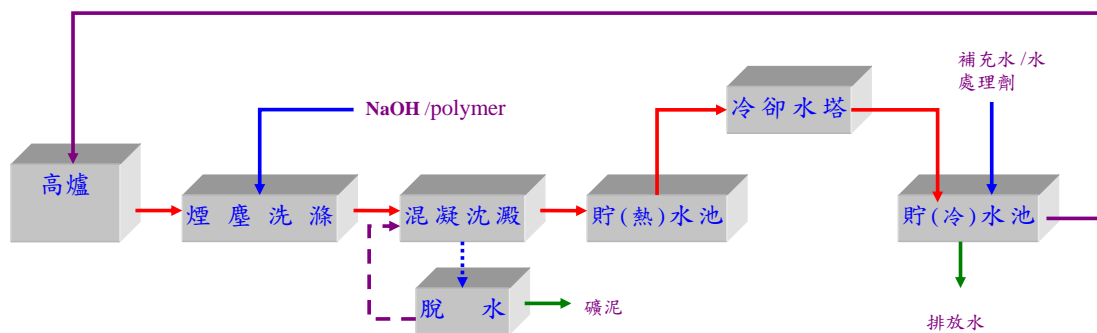 補充水/水
處理劑
NaOH /polymer
冷卻水塔
高爐
煙塵洗滌
混凝沈澱
貯(熱)水池
貯(冷)水池
脫水
礦泥
排放水